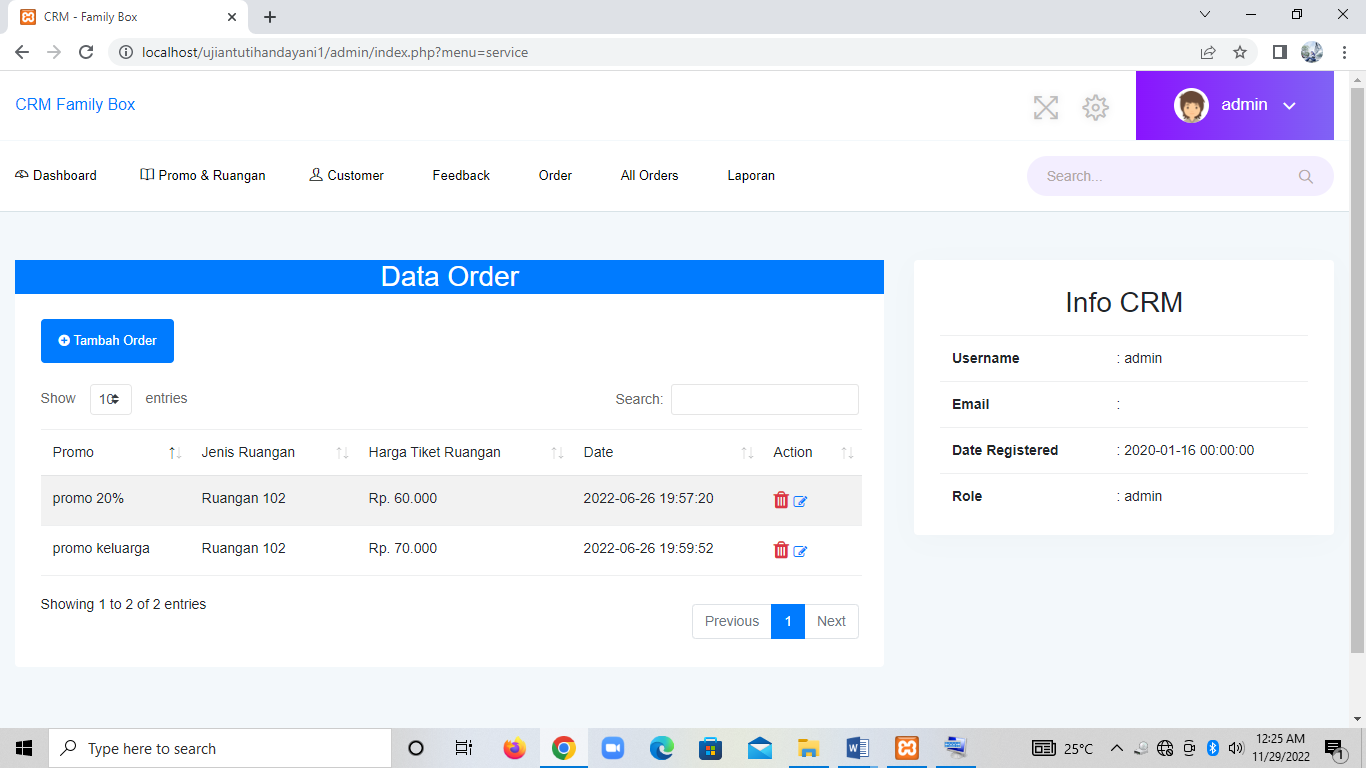 CRM - Family Box
localhost/ujiantutihandayani1/admin/index.php?menu=service
CRM Family Box
admin
Dashboard Promo & Ruangan Customer Feedback Order All Orders Laporan
Search...
Data Order
Tambah Order
Show 10 entries
Search:
Promo Jenis Ruangan Harga Tiket Ruangan Date Action
promo 20% Ruangan 102 Rp. 60.000 2022-06-26 19:57:20
promo keluarga Ruangan 102 Rp. 70.000 2022-06-26 19:59:52
Showing 1 to 2 of 2 entries
Previous 1 Next
Info CRM
Username : admin
Email :
Date Registered : 2020-01-16 00:00:00
Role : admin
Type here to search
25°C
12:25 AM
11/29/2022
1